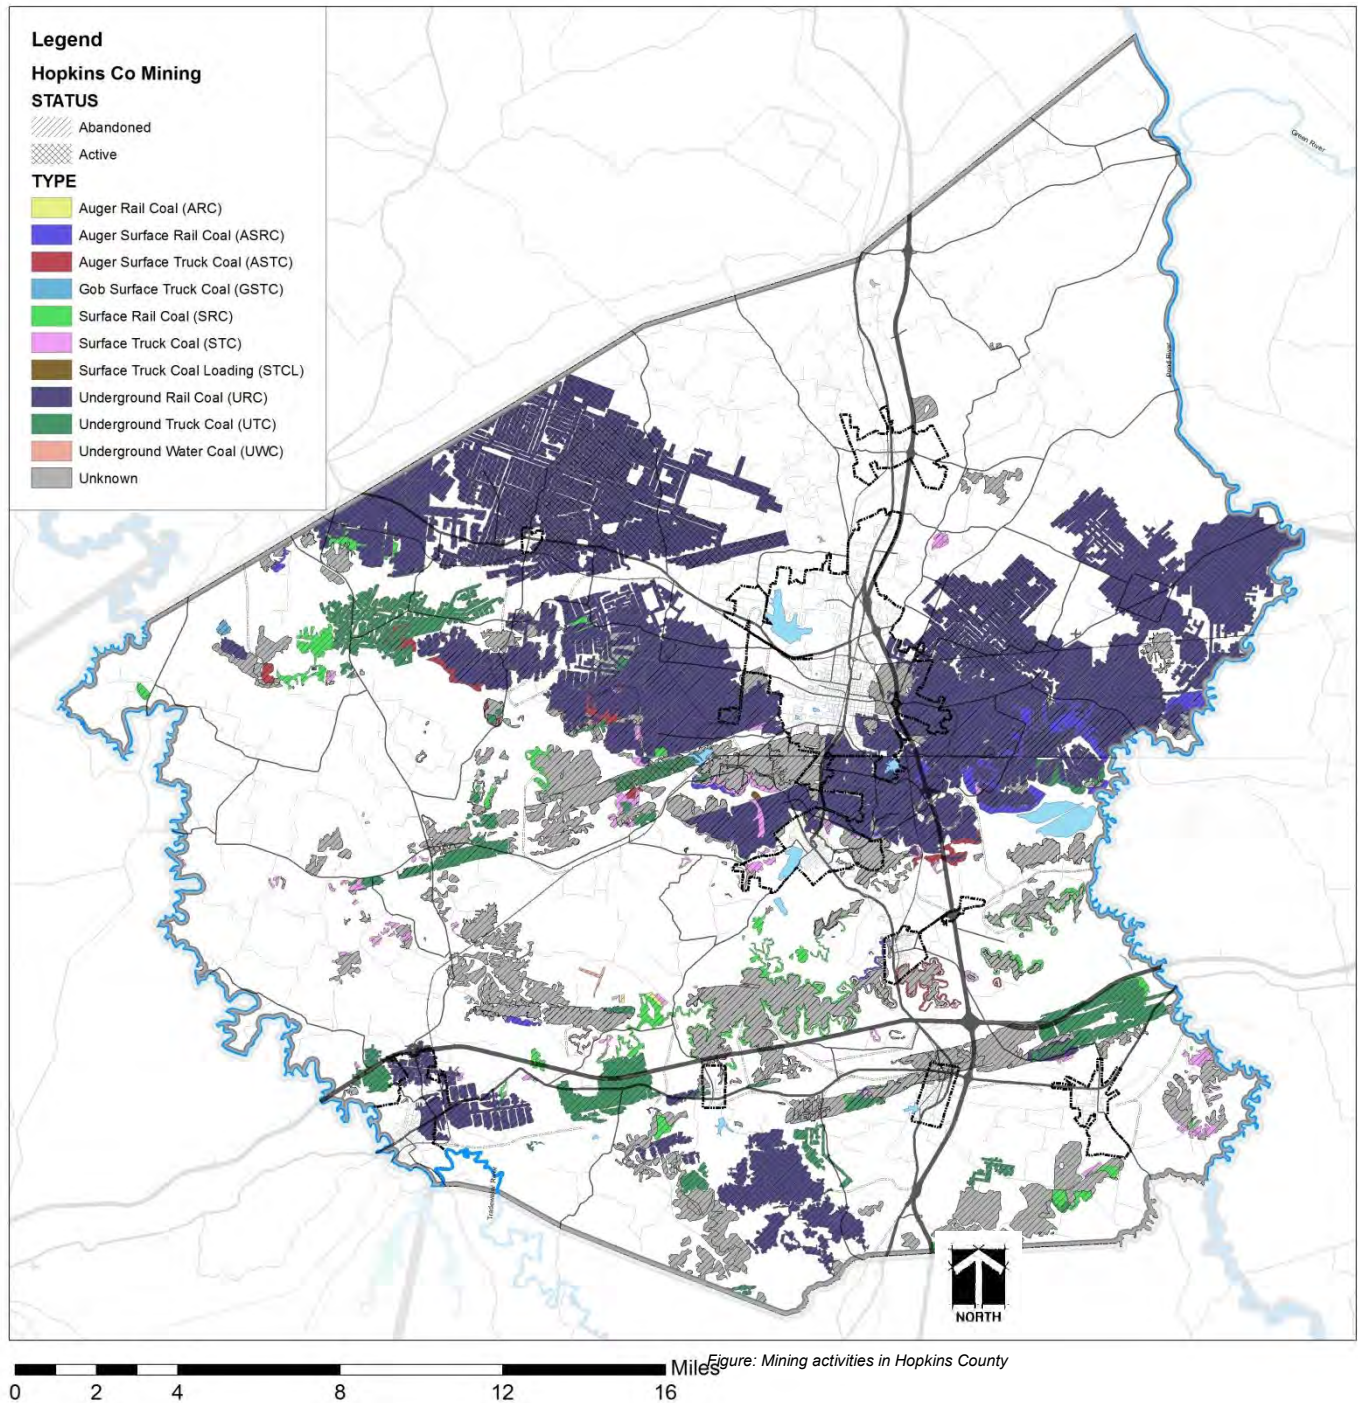 Legend
Hopkins Co Mining
STATUS
Abandoned
Active
TYPE
Auger Rail Coal (ARC)
Auger Surface Rail Coal (ASRC)
Auger Surface Truck Coal (ASTC)
Gob Surface Truck Coal (GSTC)
Surface Rail Coal (SRC)
Surface Truck Coal (STC)
Surface Truck Coal Loading (STCL)
Underground Rail Coal (URC)
Underground Truck Coal (UTC)
Underground Water Coal (UWC)
Unknown
Green River
Pond River
NORTH
Miles
Figure: Mining activities in Hopkins County
0 2 4 8 12 16